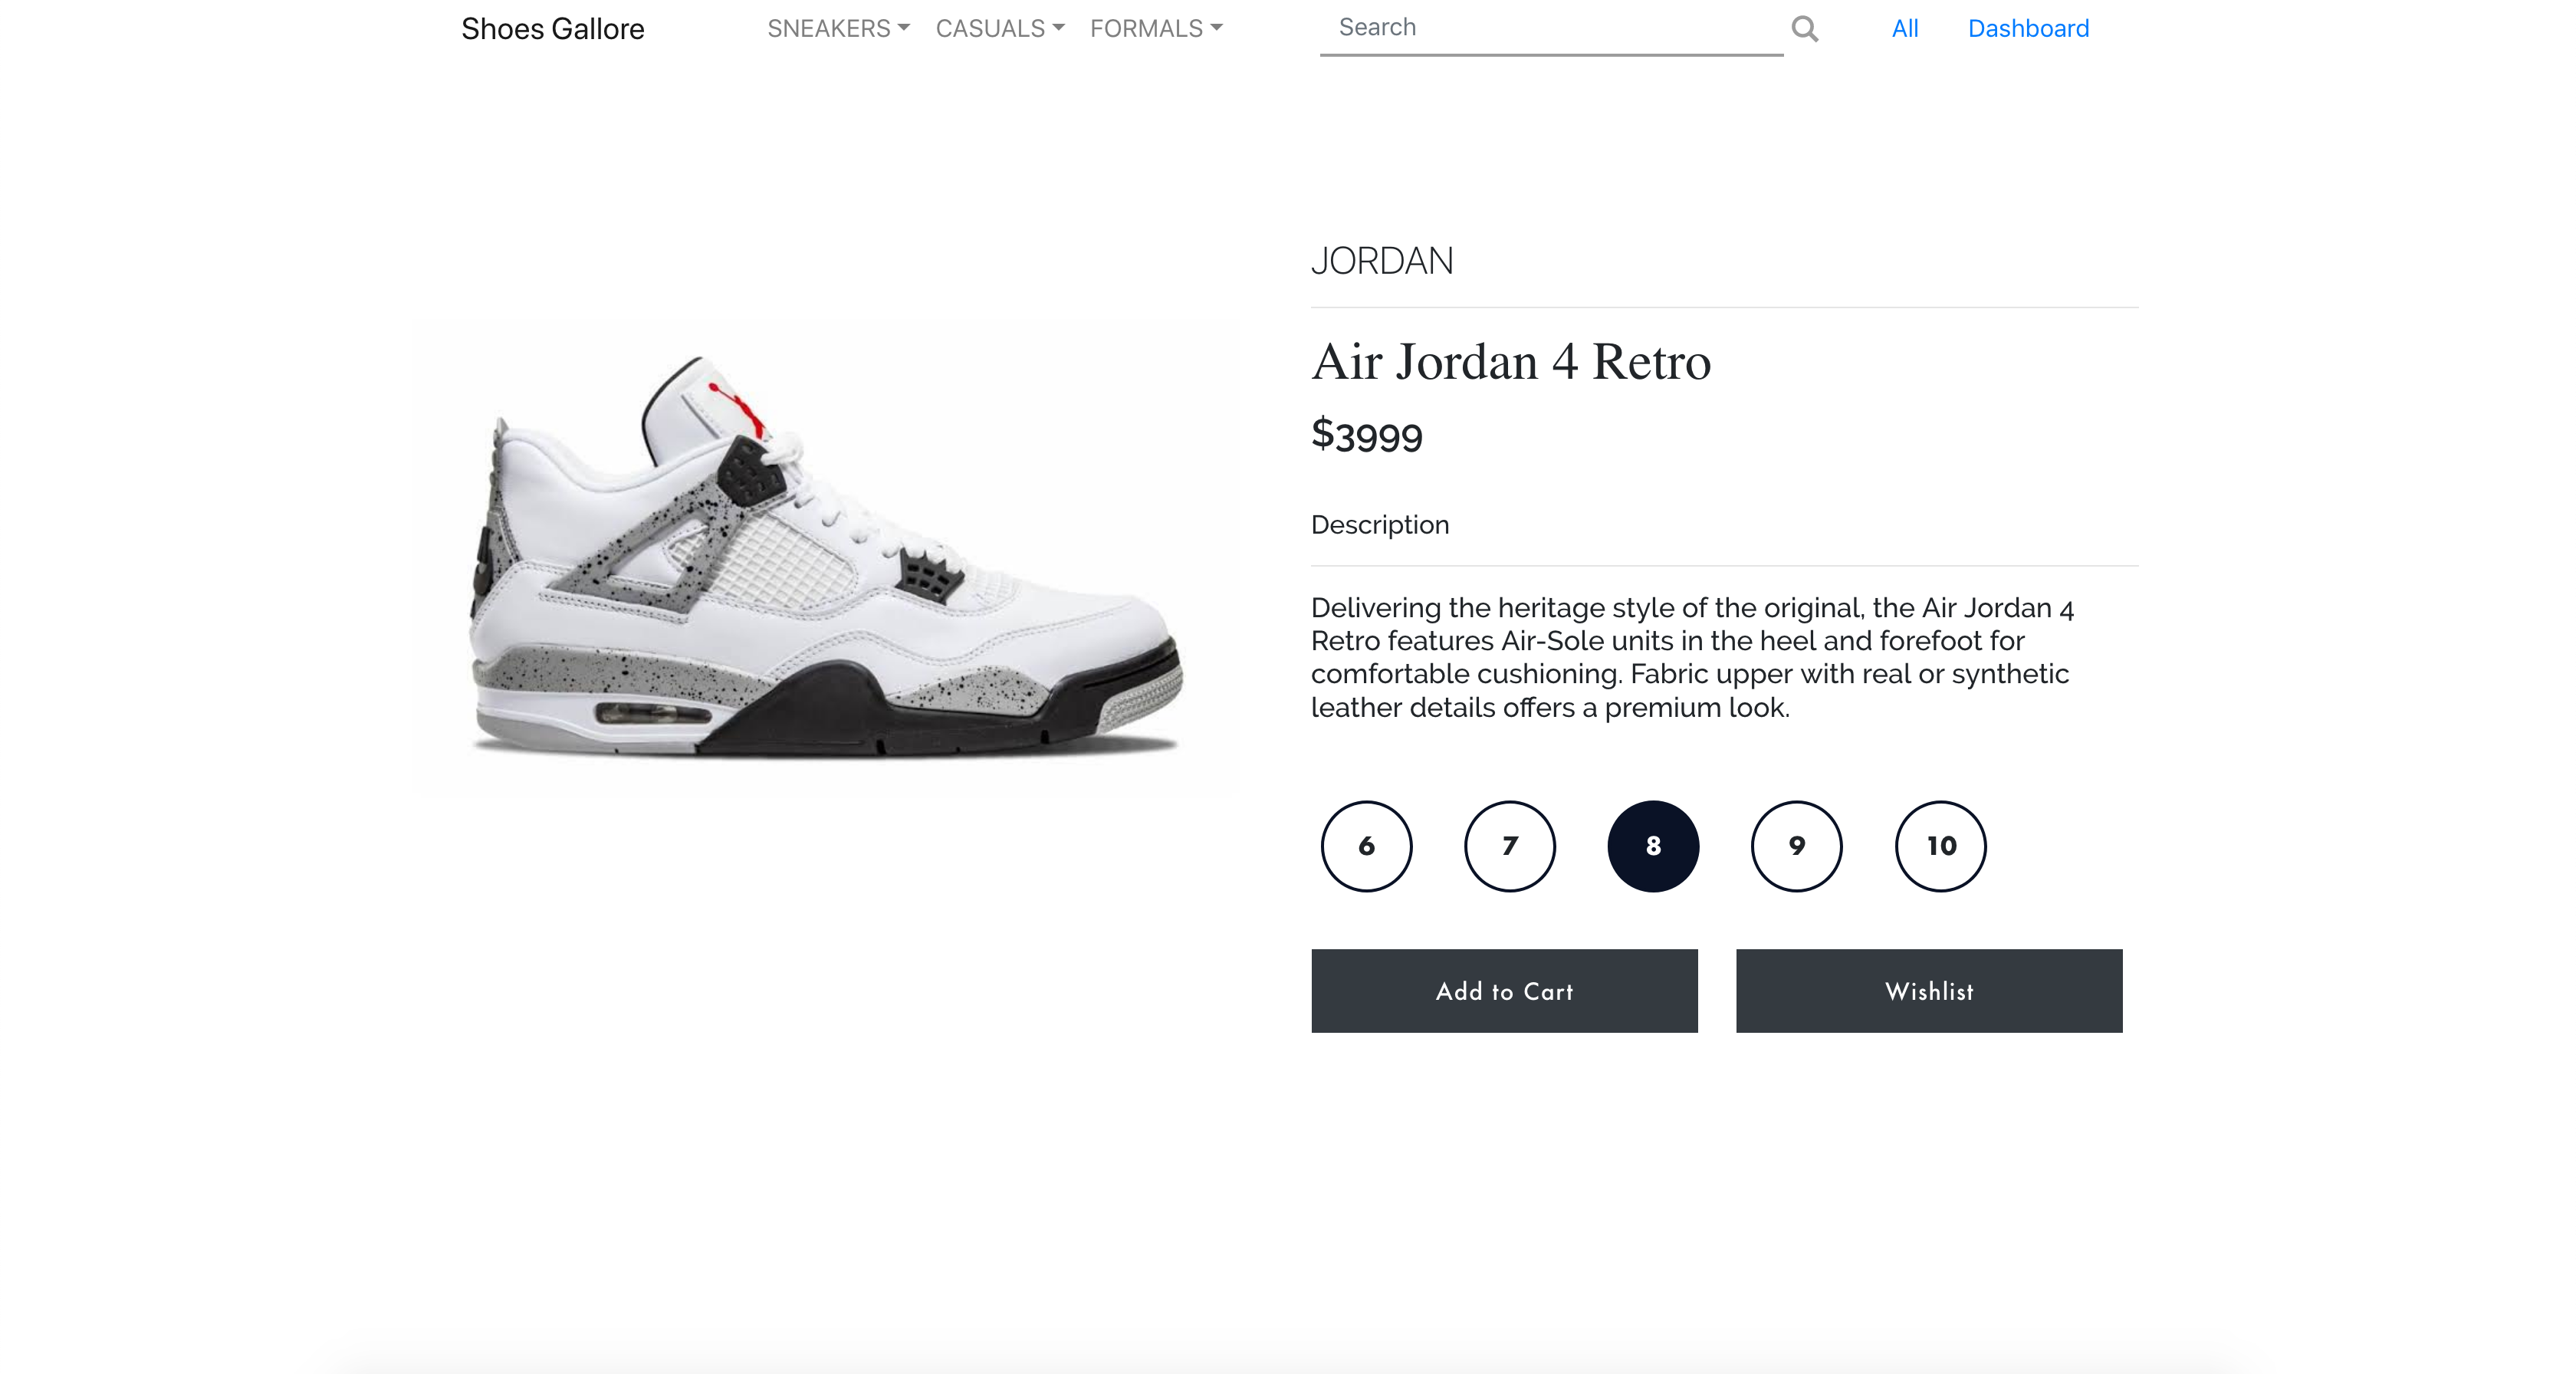 Shoes Gallore SNEAKERS CASUALS FORMALS Search All Dashboard
JORDAN
Air Jordan 4 Retro
$3999
Description
Delivering the heritage style of the original, the Air Jordan 4
Retro features Air-Sole units in the heel and forefoot for
comfortable cushioning. Fabric upper with real or synthetic
leather details offers a premium look.
6 7 8 9 10
Add to Cart Wishlist